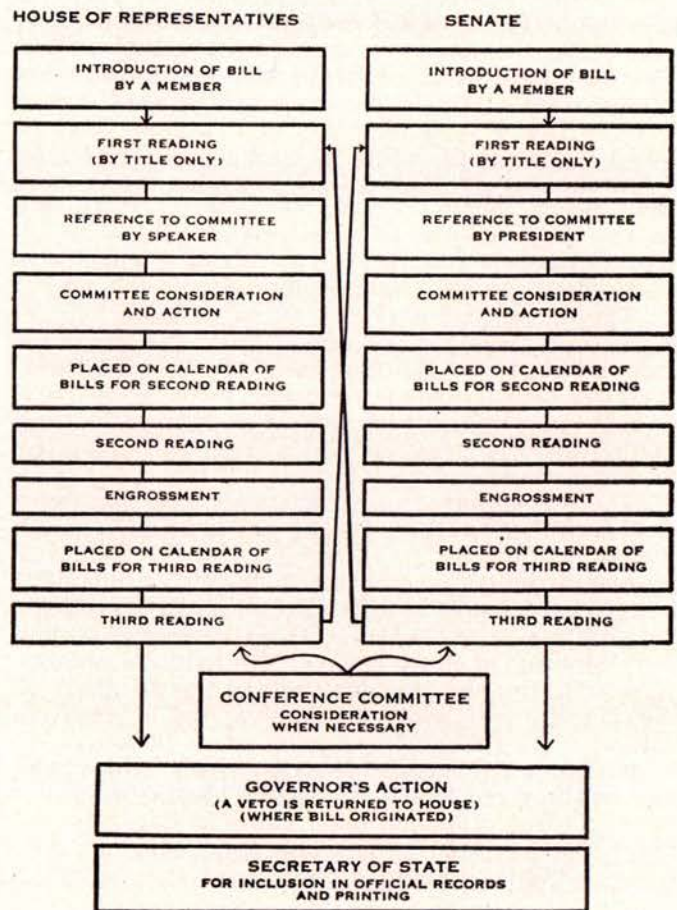 HOUSE OF REPRESENTATIVES
INTRODUCTION OF BILL
BY A MEMBER
FIRST READING
(BY TITLE ONLY)
REFERENCE TO COMMITTEE
BY SPEAKER
COMMITTEE CONSIDERATION
AND ACTION
PLACED ON CALENDAR OF
BILLS FOR SECOND READING
SECOND READING
ENGROSSMENT
PLACED ON CALENDAR OF
BILLS FOR THIRD READING
THIRD READING
SENATE
INTRODUCTION OF BILL
BY A MEMBER
FIRST READING
(BY TITLE ONLY)
REFERENCE TO COMMITTEE
BY PRESIDENT
COMMITTEE CONSIDERATION
AND ACTION
PLACED ON CALENDAR OF
BILLS FOR SECOND READING
SECOND READING
ENGROSSMENT
PLACED ON CALENDAR OF
BILLS FOR THIRD READING
THIRD READING
CONFERENCE COMMITTEE
CONSIDERATION
WHEN NECESSARY
GOVERNOR'S ACTION
(A VETO IS RETURNED TO HOUSE)
(WHERE BILL ORIGINATED)
SECRETARY OF STATE
FOR INCLUSION IN OFFICIAL RECORDS
AND PRINTING